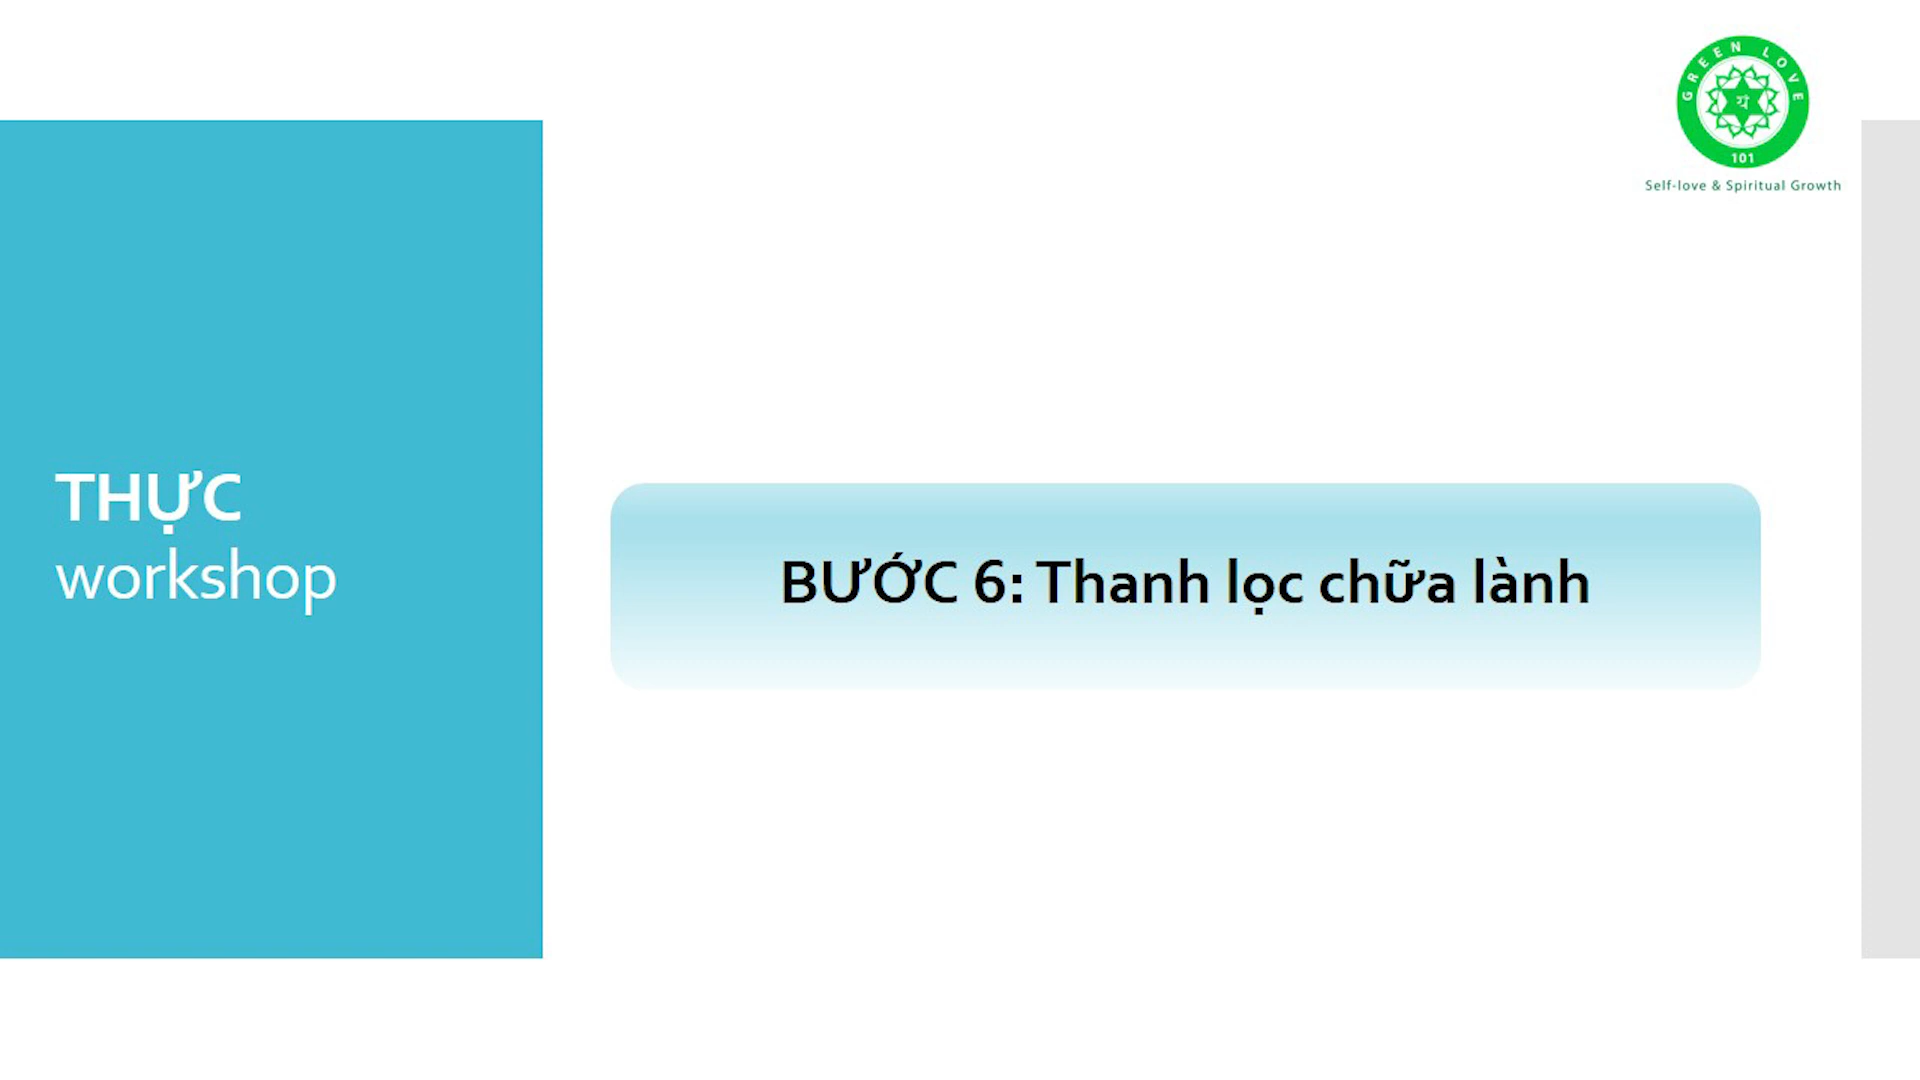 GREEN LOVE
101
Self-love & Spiritual Growth
THỰC
workshop
BƯỚC 6: Thanh lọc chữa lành